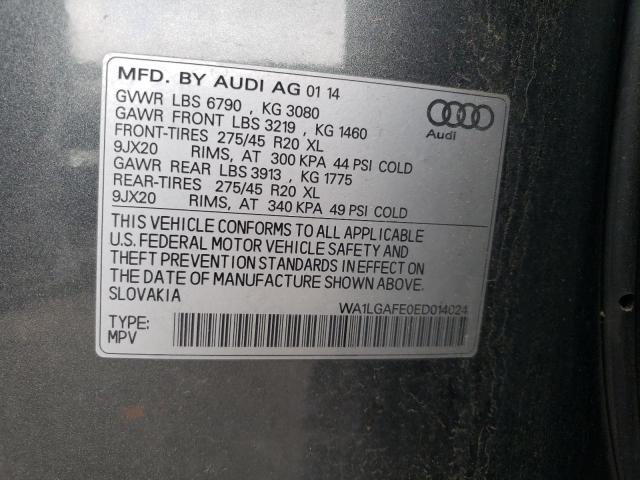 MFD. BY AUDI AG 01 14
GVWR LBS 6790 , KG 3080
GAWR FRONT LBS 3219 , KG 1460
FRONT-TIRES 275/45 R20 XL
9JX20 RIMS, AT 300 KPA 44 PSI COLD
GAWR REAR LBS 3913 , KG 1775
REAR-TIRES 275/45 R20 XL
9JX20 RIMS, AT 340 KPA 49 PSI COLD
Audi
THIS VEHICLE CONFORMS TO ALL APPLICABLE
U.S. FEDERAL MOTOR VEHICLE SAFETY AND
THEFT PREVENTION STANDARDS IN EFFECT ON
THE DATE OF MANUFACTURE SHOWN ABOVE.
SLOVAKIA
WA1LGAFE0ED014024
TYPE:
MPV